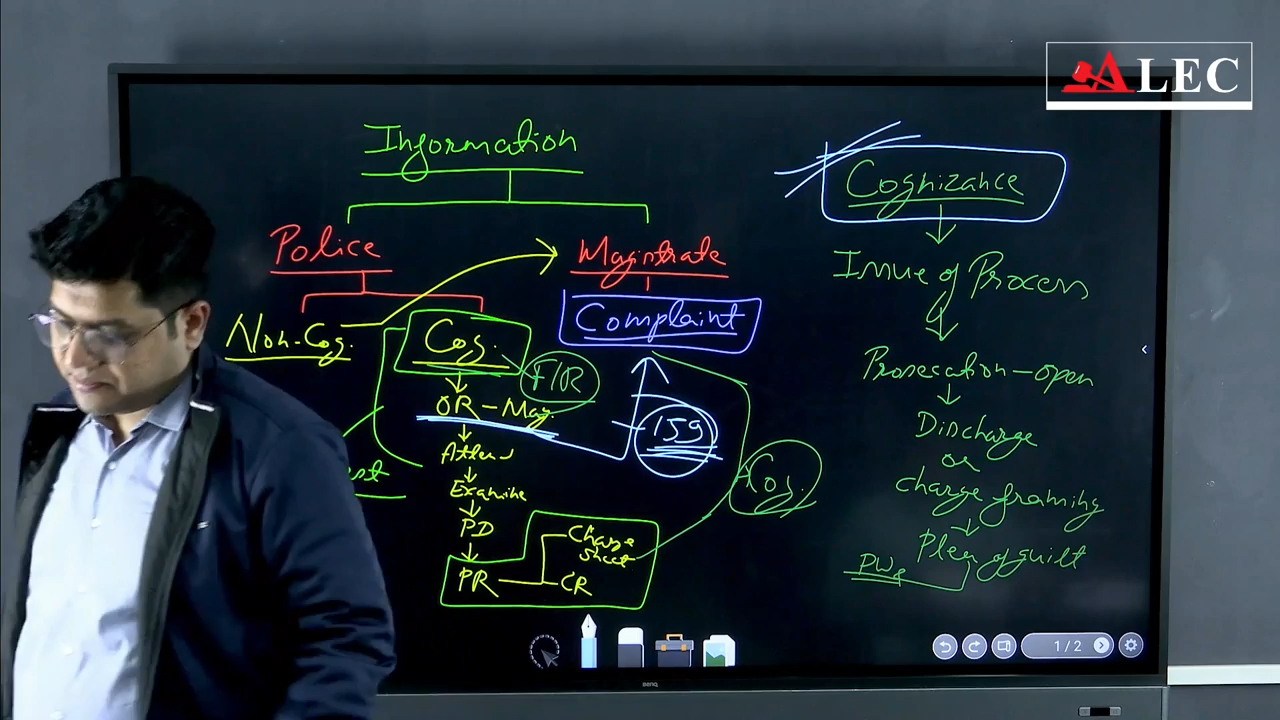 ALEC
Information
Police
Magistrate
Non-Cog.
Cog.
Complaint
FIR
OR-Mag.
159
Atten
Examine
PD
PR
Charge
Sheet
CR
Cog.
Cognizance
Issue of Process
Prosecution-open
Discharge
or
charge framing
Plea of guilt
PWs
1/2
BenQ